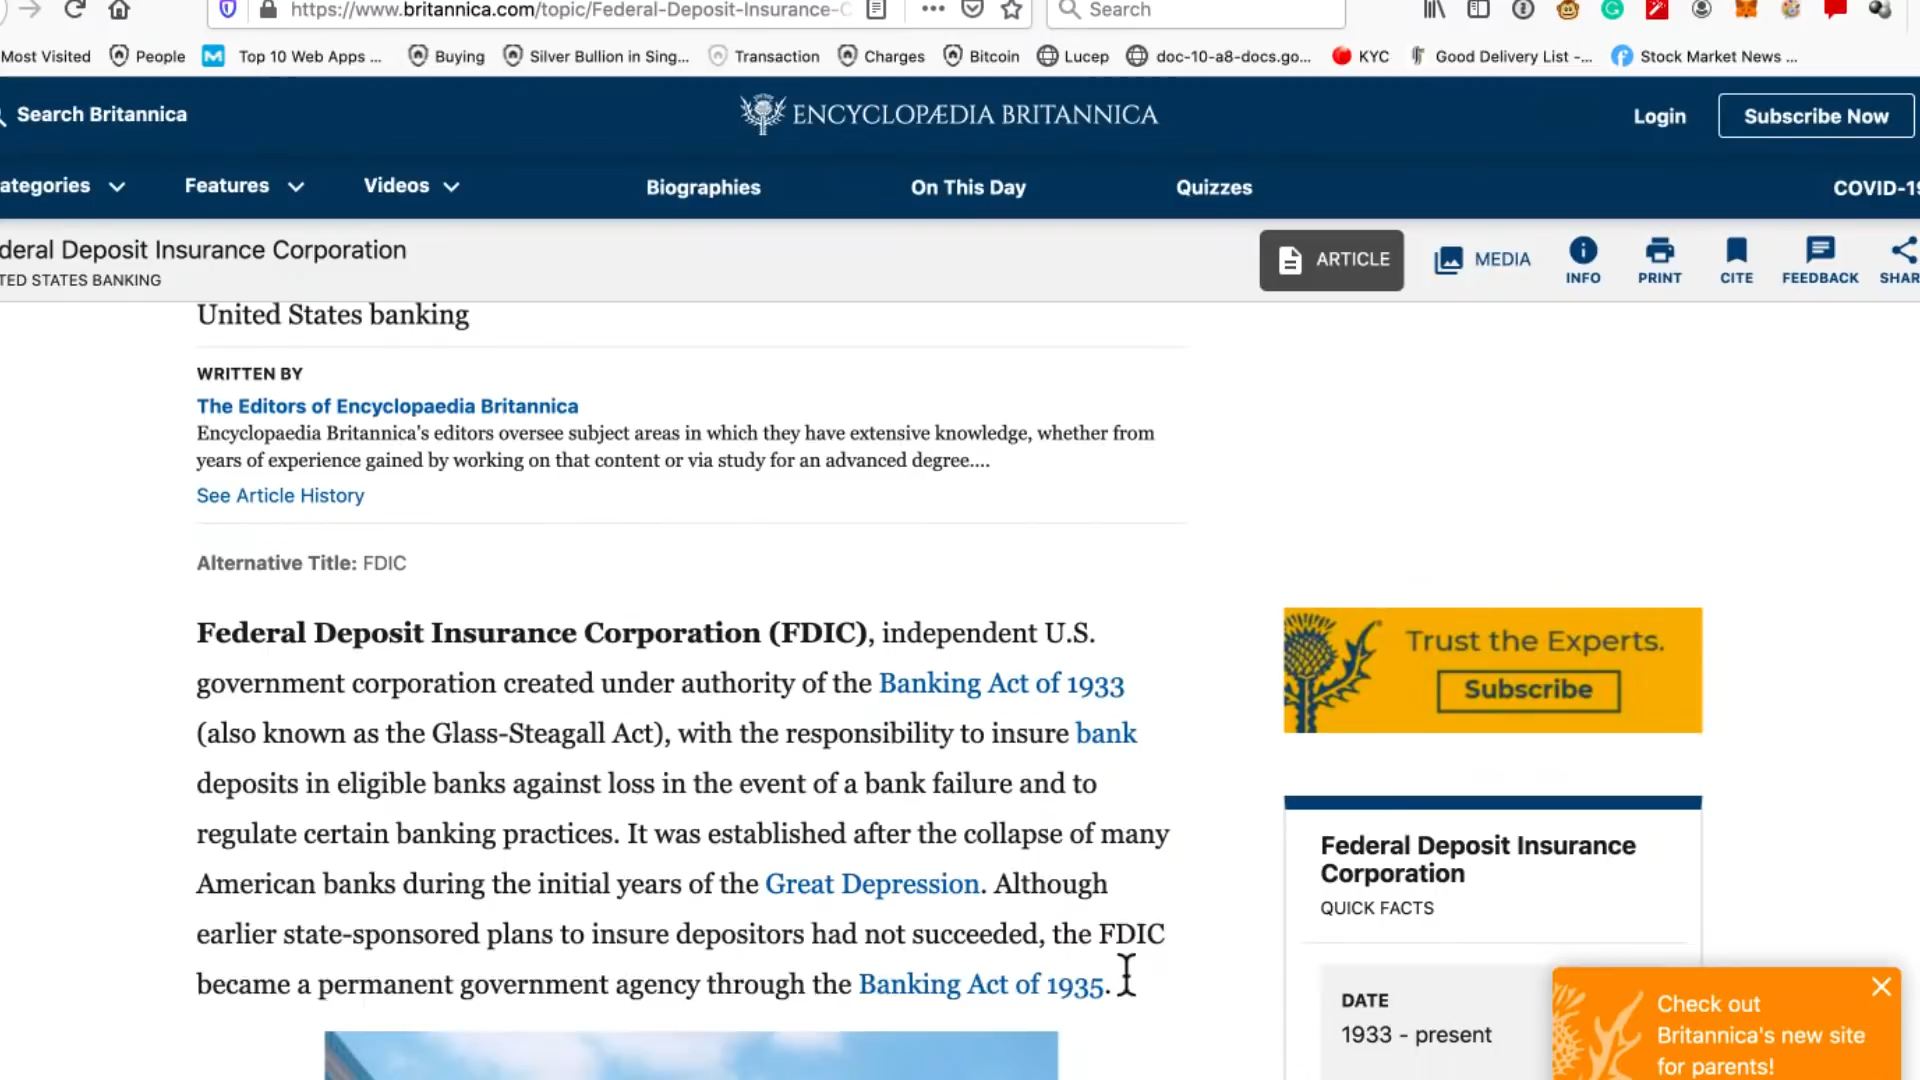 https://www.britannica.com/topic/Federal-Deposit-Insurance-C
Search
Most Visited People Top 10 Web Apps ... Buying Silver Bullion in Sing... Transaction Charges Bitcoin Lucep doc-10-a8-docs.go... KYC Good Delivery List -... Stock Market News ...
Search Britannica
ENCYCLOPÆDIA BRITANNICA
Login
Subscribe Now
ategories Features Videos Biographies On This Day Quizzes COVID-19
deral Deposit Insurance Corporation
TED STATES BANKING
ARTICLE MEDIA INFO PRINT CITE FEEDBACK SHAR
United States banking
WRITTEN BY
The Editors of Encyclopaedia Britannica
Encyclopaedia Britannica's editors oversee subject areas in which they have extensive knowledge, whether from
years of experience gained by working on that content or via study for an advanced degree....
See Article History
Alternative Title: FDIC
Federal Deposit Insurance Corporation (FDIC), independent U.S.
government corporation created under authority of the Banking Act of 1933
(also known as the Glass-Steagall Act), with the responsibility to insure bank
deposits in eligible banks against loss in the event of a bank failure and to
regulate certain banking practices. It was established after the collapse of many
American banks during the initial years of the Great Depression. Although
earlier state-sponsored plans to insure depositors had not succeeded, the FDIC
became a permanent government agency through the Banking Act of 1935.
Trust the Experts.
Subscribe
Federal Deposit Insurance
Corporation
QUICK FACTS
DATE
1933 - present
Check out
Britannica's new site
for parents!